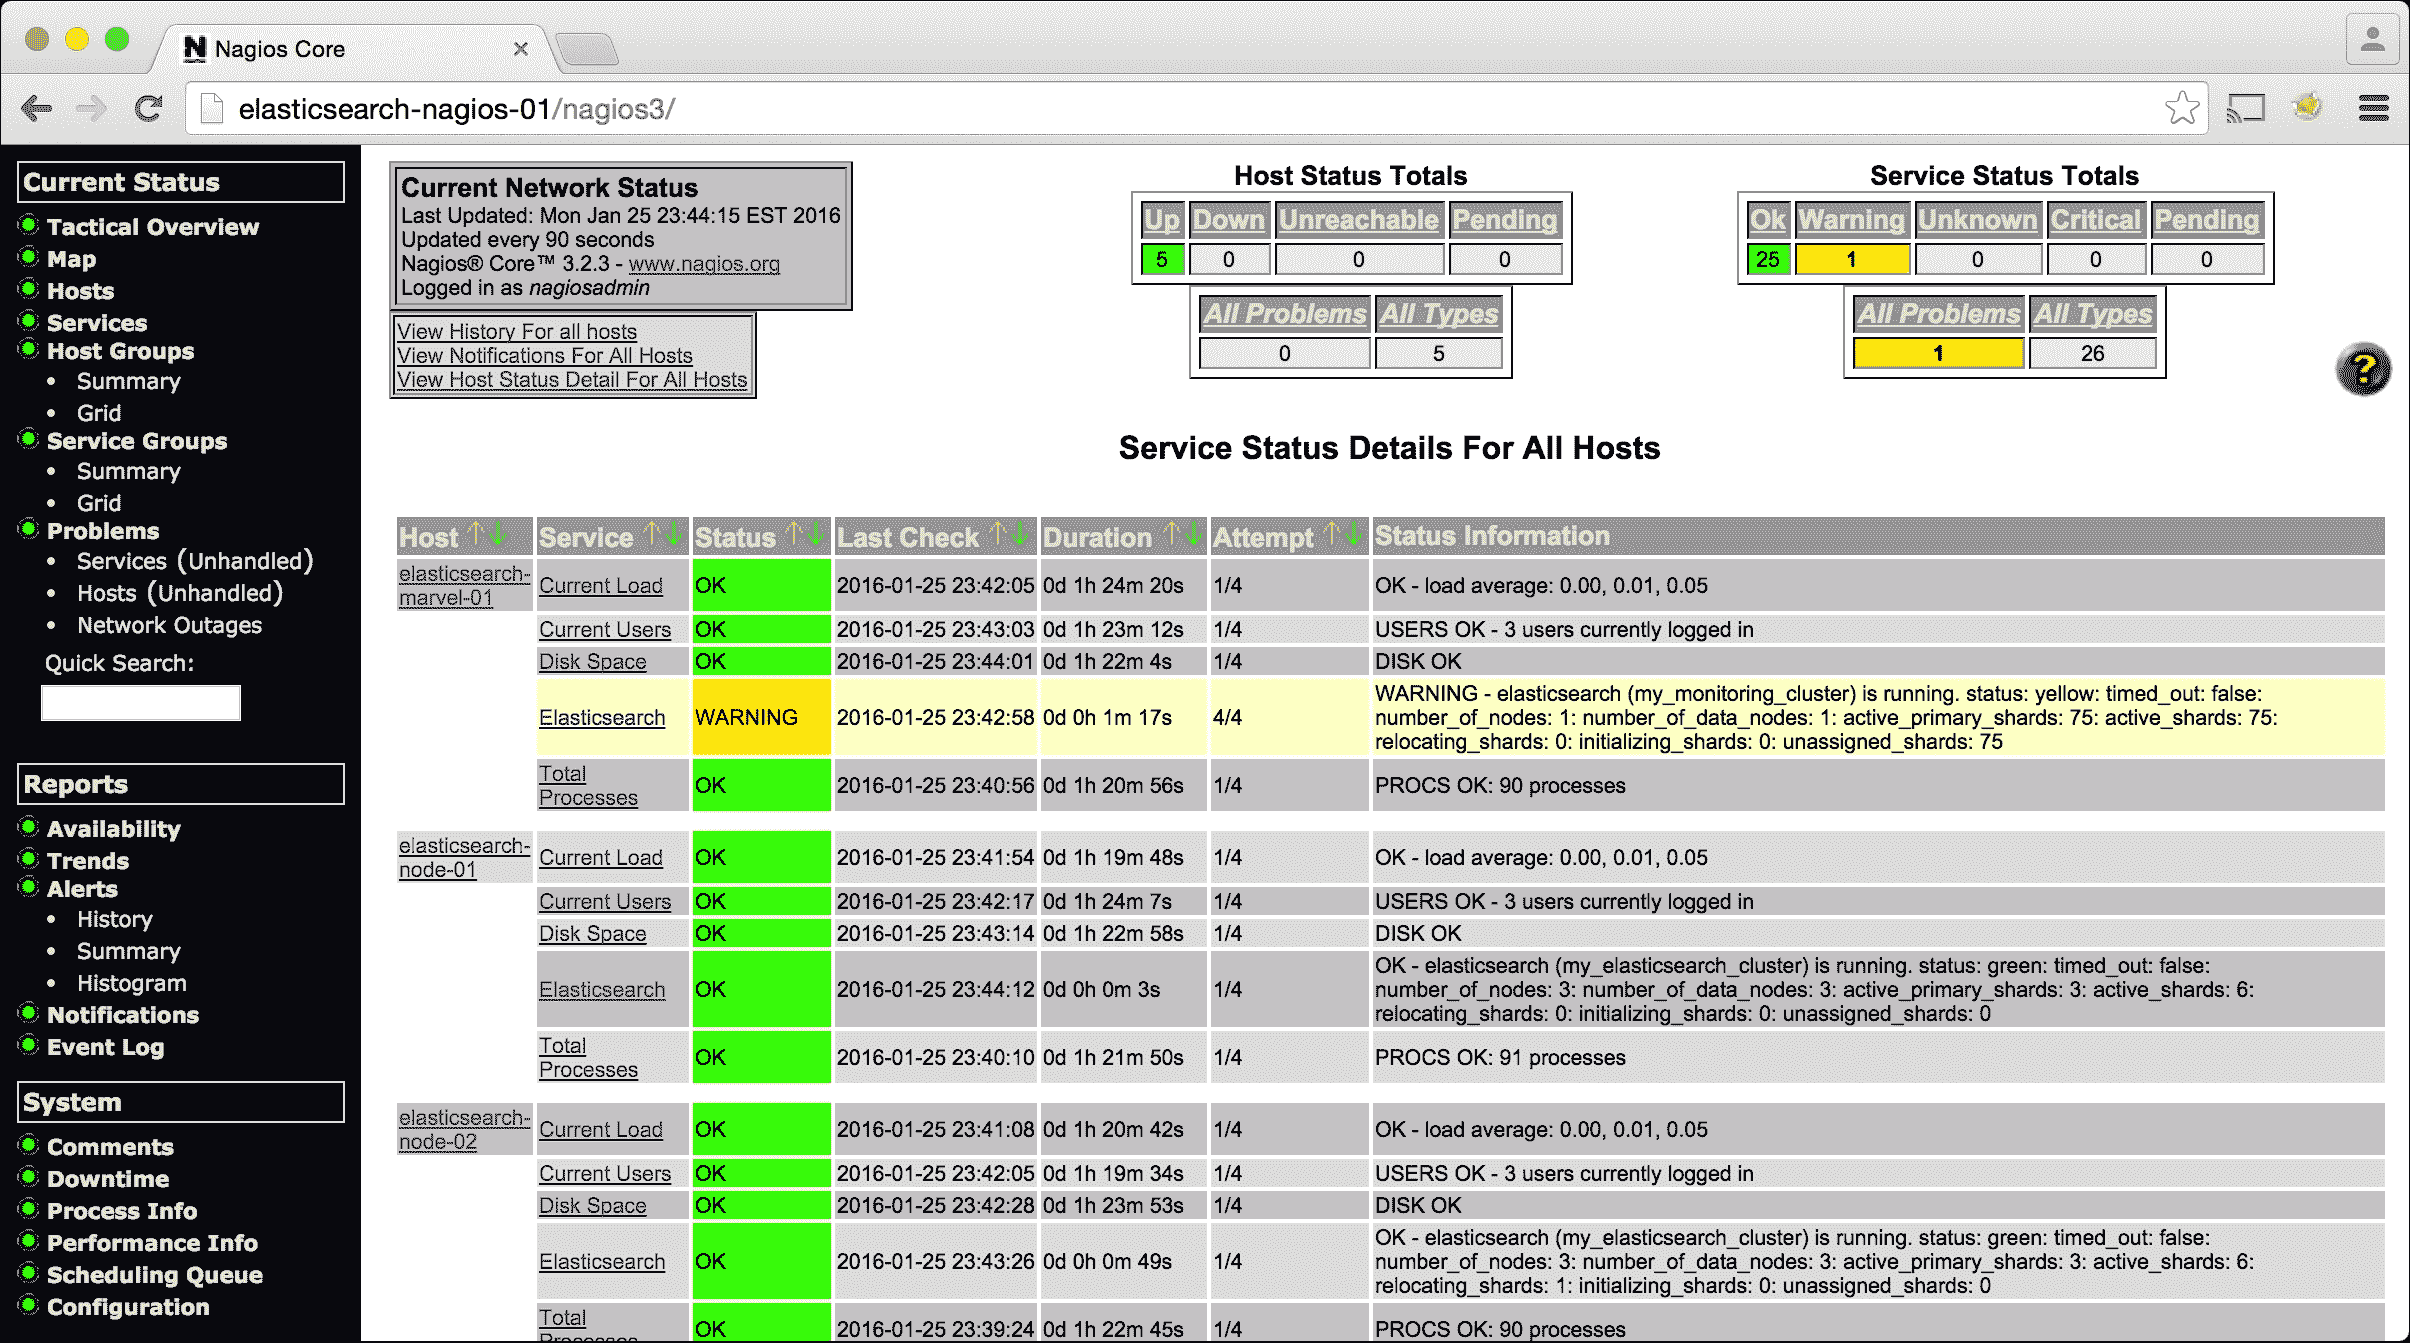 Nagios Core
elasticsearch-nagios-01/nagios3/
Current Status
Tactical Overview
Map
Hosts
Services
Host Groups
Summary
Grid
Service Groups
Summary
Grid
Problems
Services (Unhandled)
Hosts (Unhandled)
Network Outages
Quick Search:
Reports
Availability
Trends
Alerts
History
Summary
Histogram
Notifications
Event Log
System
Comments
Downtime
Process Info
Performance Info
Scheduling Queue
Configuration
Current Network Status
Last Updated: Mon Jan 25 23:44:15 EST 2016
Updated every 90 seconds
Nagios® Core™ 3.2.3 - www.nagios.org
Logged in as nagiosadmin
View History For all hosts
View Notifications For All Hosts
View Host Status Detail For All Hosts
Host Status Totals
Up Down Unreachable Pending
5 0 0 0
All Problems All Types
0 5
Service Status Totals
Ok Warning Unknown Critical Pending
25 1 0 0 0
All Problems All Types
1 26
?
Service Status Details For All Hosts
Host Service Status Last Check Duration Attempt Status Information
elasticsearch-
marvel-01 Current Load OK 2016-01-25 23:42:05 0d 1h 24m 20s 1/4 OK - load average: 0.00, 0.01, 0.05
Current Users OK 2016-01-25 23:43:03 0d 1h 23m 12s 1/4 USERS OK - 3 users currently logged in
Disk Space OK 2016-01-25 23:44:01 0d 1h 22m 4s 1/4 DISK OK
Elasticsearch WARNING 2016-01-25 23:42:58 0d 0h 1m 17s 4/4 WARNING - elasticsearch (my_monitoring_cluster) is running. status: yellow: timed_out: false:
number_of_nodes: 1: number_of_data_nodes: 1: active_primary_shards: 75: active_shards: 75:
relocating_shards: 0: initializing_shards: 0: unassigned_shards: 75
Total
Processes OK 2016-01-25 23:40:56 0d 1h 20m 56s 1/4 PROCS OK: 90 processes
elasticsearch-
node-01 Current Load OK 2016-01-25 23:41:54 0d 1h 19m 48s 1/4 OK - load average: 0.00, 0.01, 0.05
Current Users OK 2016-01-25 23:42:17 0d 1h 24m 7s 1/4 USERS OK - 3 users currently logged in
Disk Space OK 2016-01-25 23:43:14 0d 1h 22m 58s 1/4 DISK OK
Elasticsearch OK 2016-01-25 23:44:12 0d 0h 0m 3s 1/4 OK - elasticsearch (my_elasticsearch_cluster) is running. status: green: timed_out: false:
number_of_nodes: 3: number_of_data_nodes: 3: active_primary_shards: 3: active_shards: 6:
relocating_shards: 0: initializing_shards: 0: unassigned_shards: 0
Total
Processes OK 2016-01-25 23:40:10 0d 1h 21m 50s 1/4 PROCS OK: 91 processes
elasticsearch-
node-02 Current Load OK 2016-01-25 23:41:08 0d 1h 20m 42s 1/4 OK - load average: 0.00, 0.01, 0.05
Current Users OK 2016-01-25 23:42:05 0d 1h 19m 34s 1/4 USERS OK - 3 users currently logged in
Disk Space OK 2016-01-25 23:42:28 0d 1h 23m 53s 1/4 DISK OK
Elasticsearch OK 2016-01-25 23:43:26 0d 0h 0m 49s 1/4 OK - elasticsearch (my_elasticsearch_cluster) is running. status: green: timed_out: false:
number_of_nodes: 3: number_of_data_nodes: 3: active_primary_shards: 3: active_shards: 6:
relocating_shards: 1: initializing_shards: 0: unassigned_shards: 0
Total
Processes OK 2016-01-25 23:39:24 0d 1h 22m 45s 1/4 PROCS OK: 90 processes